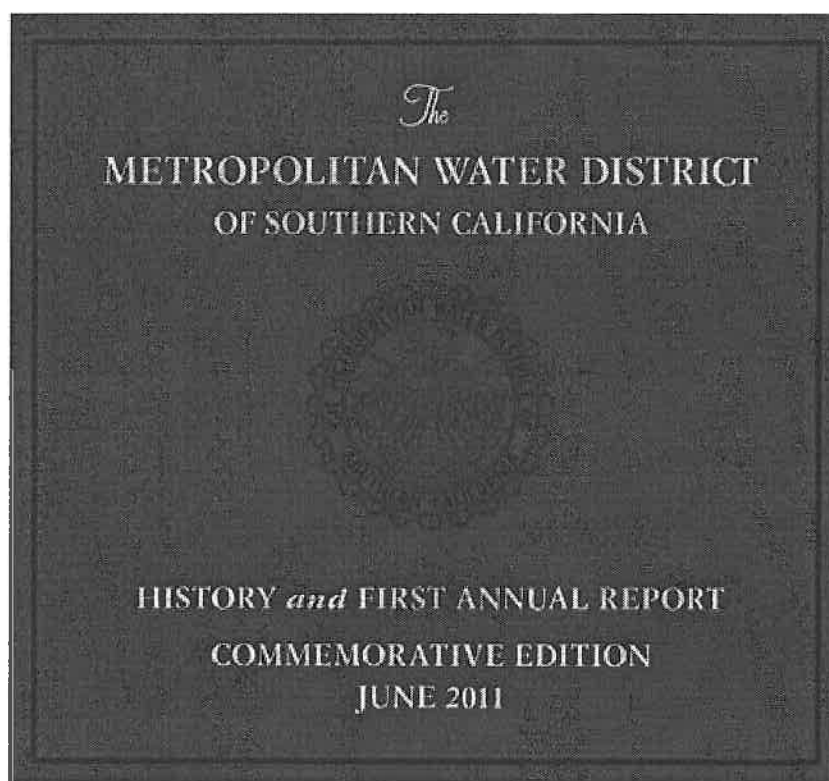 The
METROPOLITAN WATER DISTRICT
OF SOUTHERN CALIFORNIA
HISTORY and FIRST ANNUAL REPORT
COMMEMORATIVE EDITION
JUNE 2011